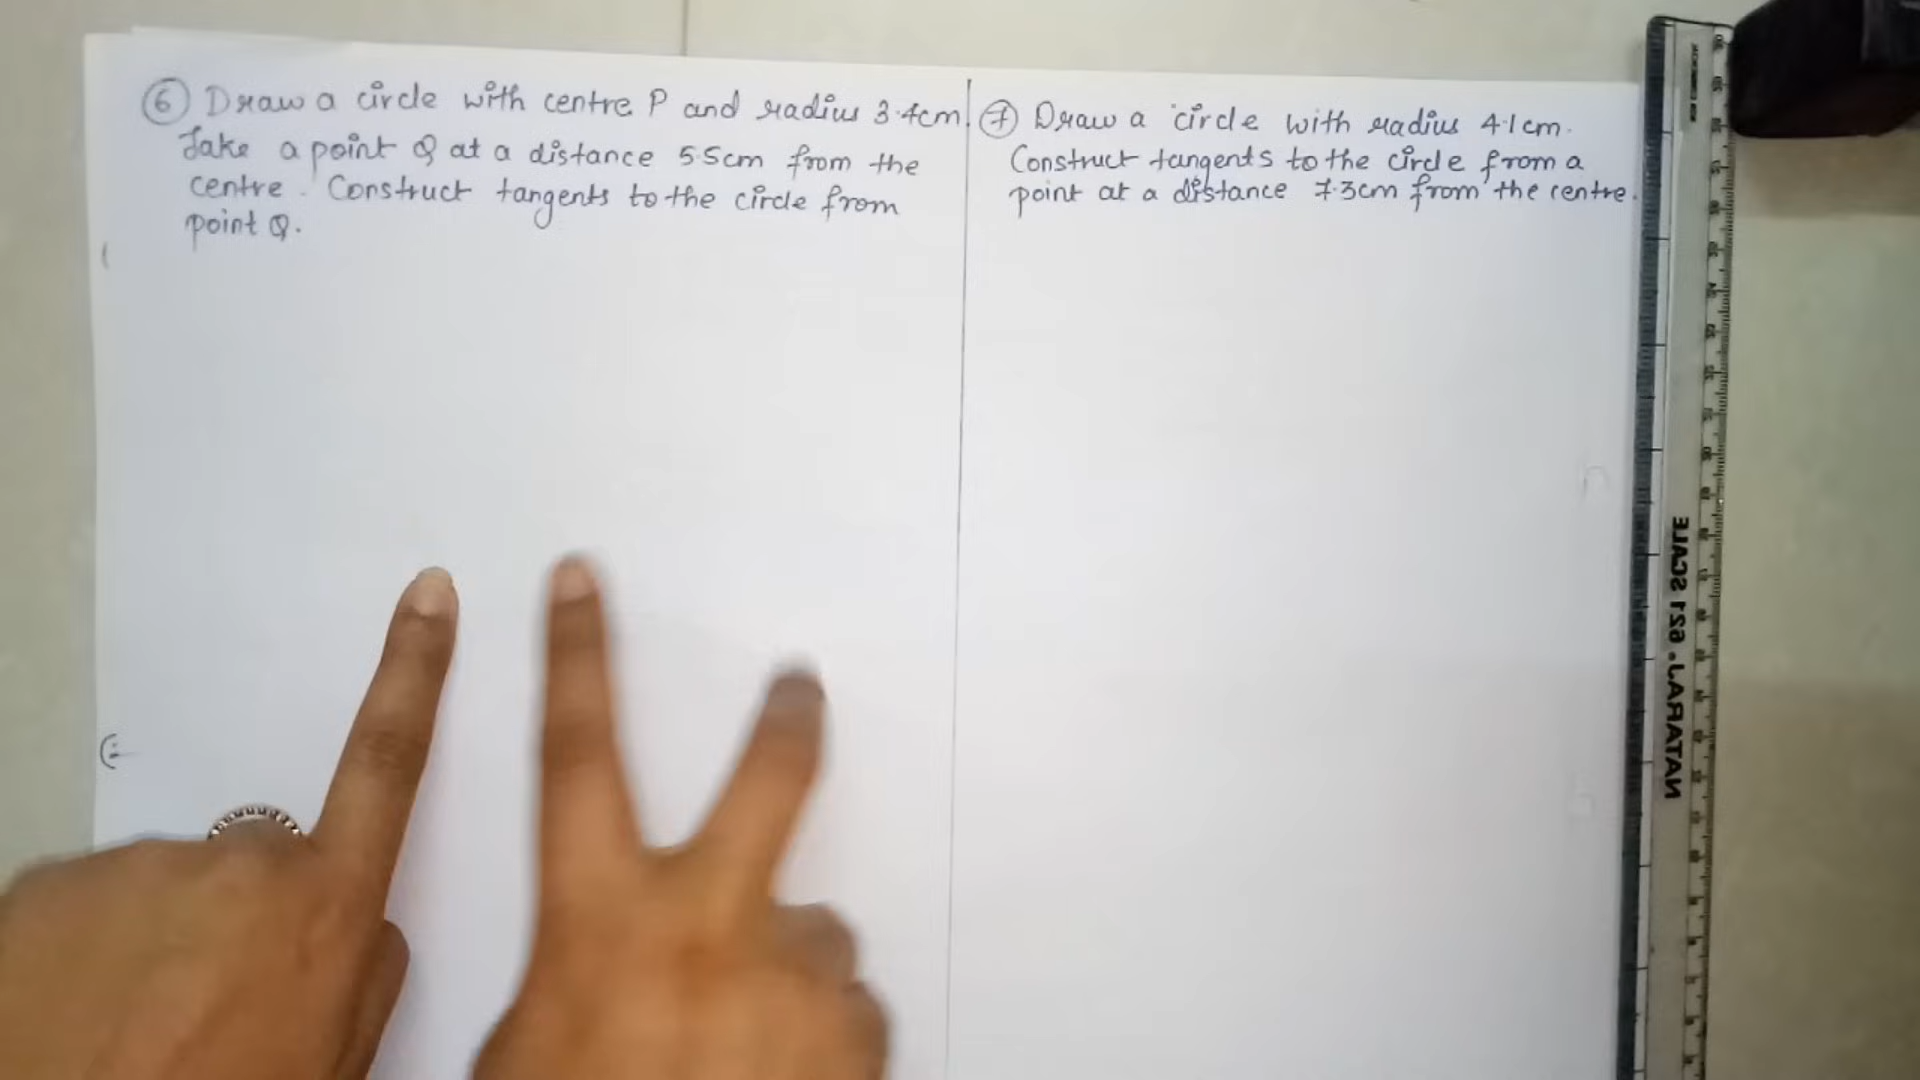 6 Draw a circle with centre P and radius 3.4cm.
Take a point Q at a distance 5.5cm from the
centre. Construct tangents to the circle from
point Q.
7 Draw a circle with radius 4.1cm.
Construct tangents to the circle from a
point at a distance 7.3cm from the centre.
NATARAJ. 621 SCALE